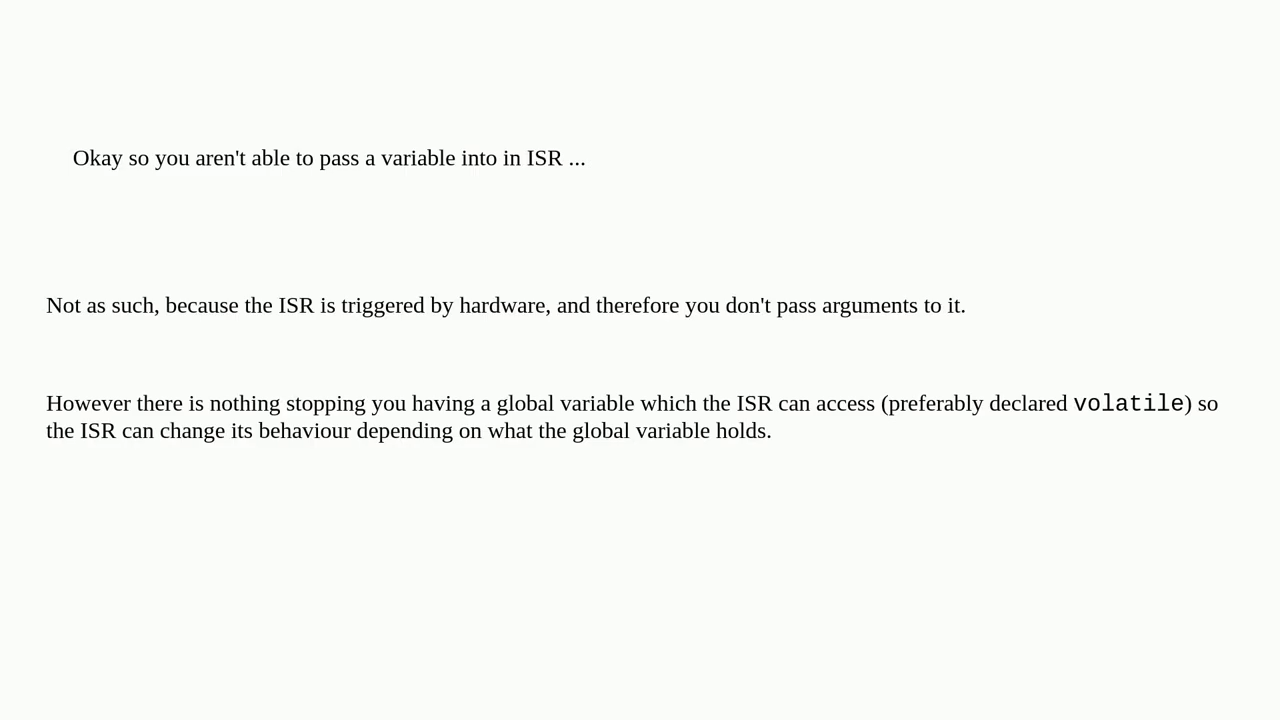 Okay so you aren't able to pass a variable into in ISR ...
Not as such, because the ISR is triggered by hardware, and therefore you don't pass arguments to it.
However there is nothing stopping you having a global variable which the ISR can access (preferably declared volatile) so
the ISR can change its behaviour depending on what the global variable holds.